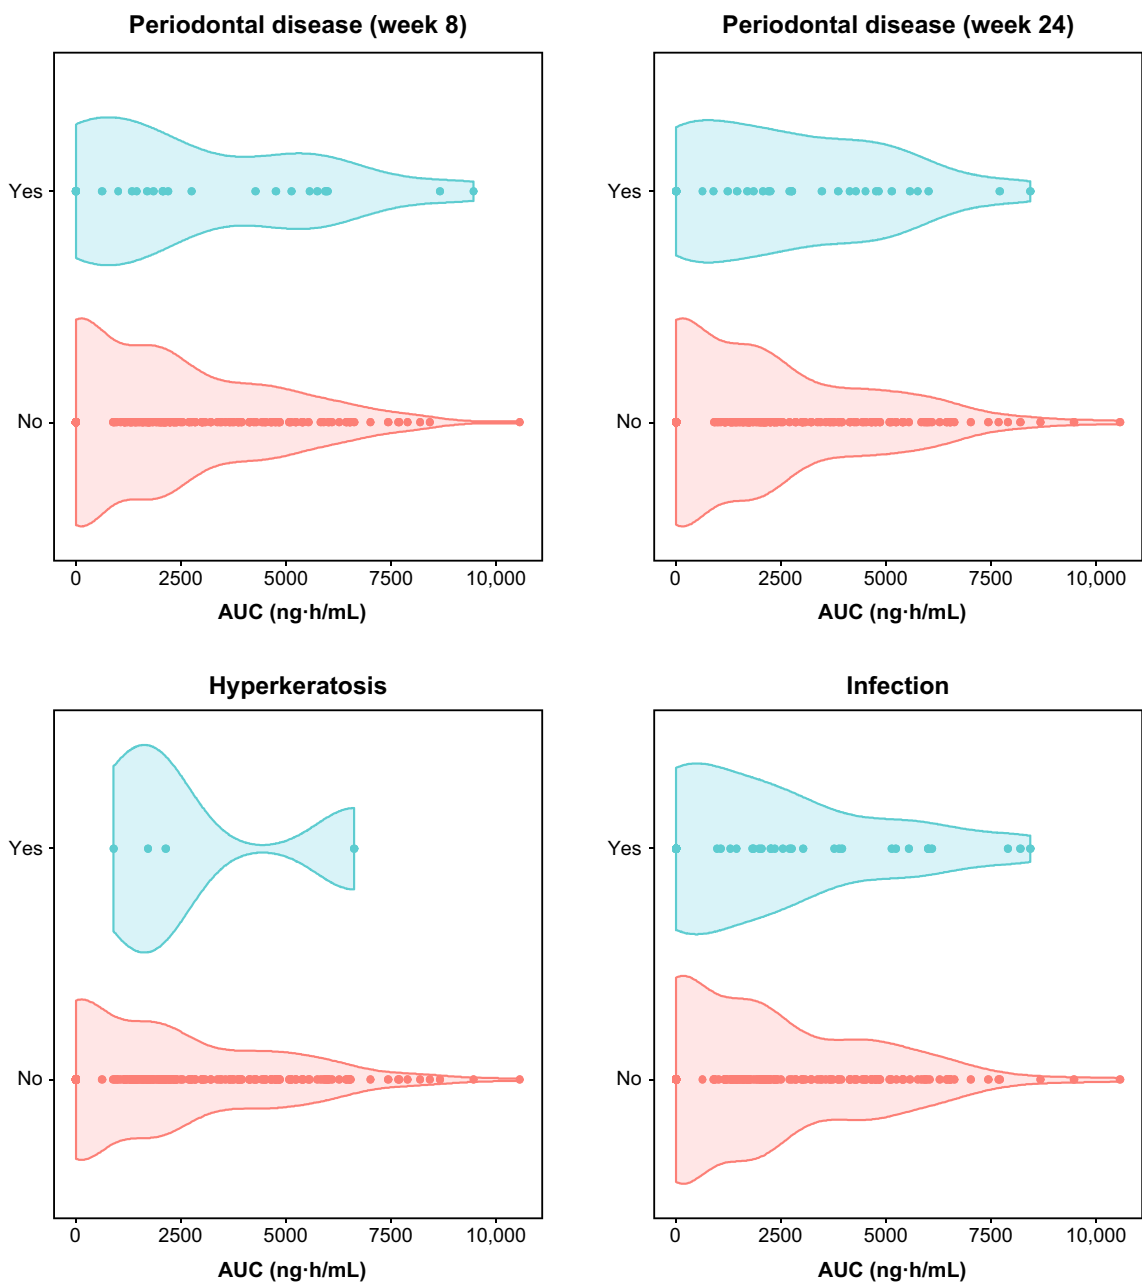 Periodontal disease (week 8)
Yes
No
0 2500 5000 7500 10,000
AUC (ng·h/mL)
Periodontal disease (week 24)
Yes
No
0 2500 5000 7500 10,000
AUC (ng·h/mL)
Hyperkeratosis
Yes
No
0 2500 5000 7500 10,000
AUC (ng·h/mL)
Infection
Yes
No
0 2500 5000 7500 10,000
AUC (ng·h/mL)